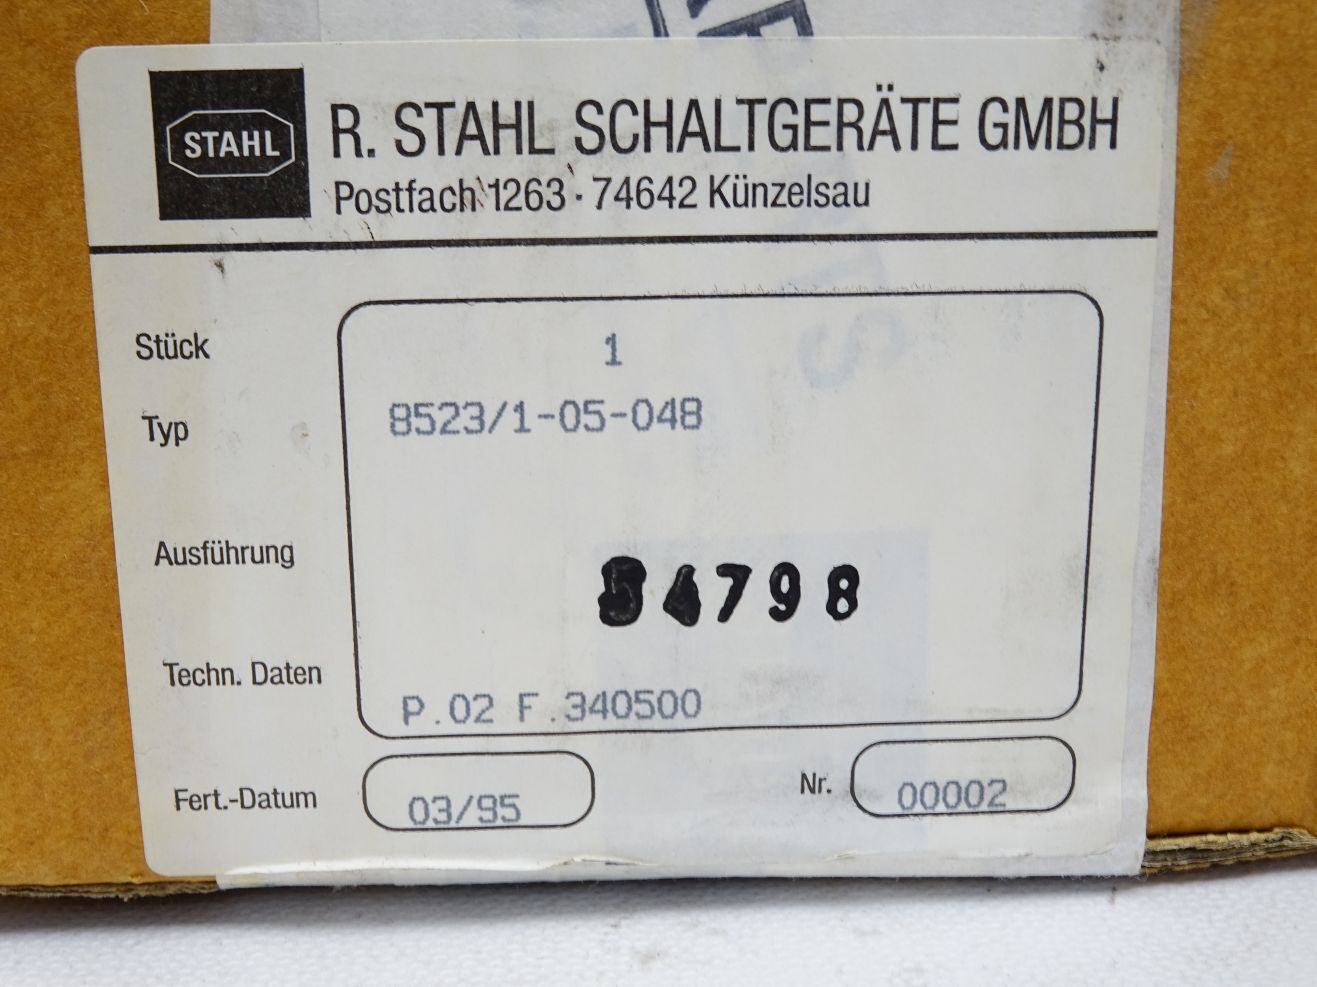 STAHL
R. STAHL SCHALTGERÄTE GMBH
Postfach 1263 · 74642 Künzelsau
Stück 1
Typ 8523/1-05-048
Ausführung 54798
Techn. Daten P.02 F.340500
Fert.-Datum 03/95 Nr. 00002